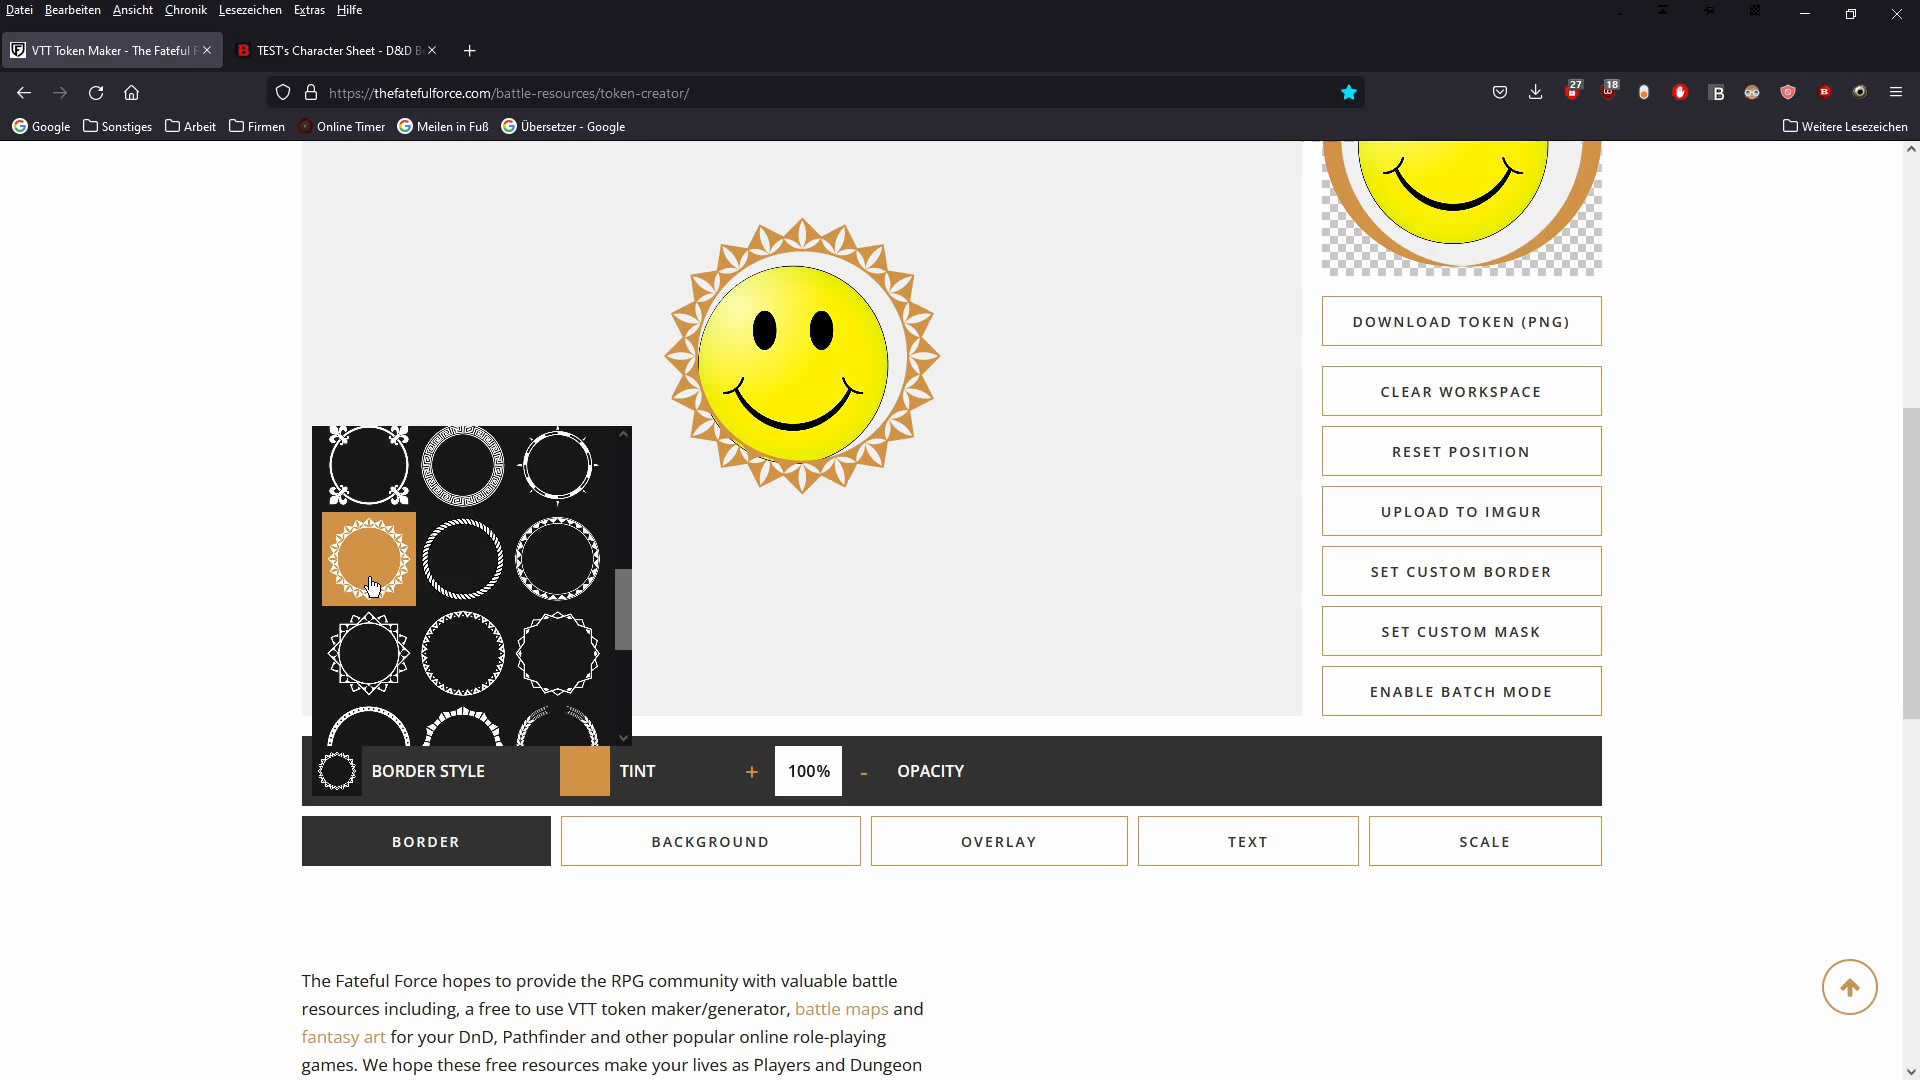 Datei Bearbeiten Ansicht Chronik Lesezeichen Extras Hilfe
VTT Token Maker - The Fateful F
TEST's Character Sheet - D&D B
https://thefatefulforce.com/battle-resources/token-creator/
27
18
B
Google Sonstiges Arbeit Firmen Online Timer Meilen in Fuß Übersetzer - Google
Weitere Lesezeichen
DOWNLOAD TOKEN (PNG)
CLEAR WORKSPACE
RESET POSITION
UPLOAD TO IMGUR
SET CUSTOM BORDER
SET CUSTOM MASK
ENABLE BATCH MODE
BORDER STYLE TINT + 100% - OPACITY
BORDER BACKGROUND OVERLAY TEXT SCALE
The Fateful Force hopes to provide the RPG community with valuable battle
resources including, a free to use VTT token maker/generator, battle maps and
fantasy art for your DnD, Pathfinder and other popular online role-playing
games. We hope these free resources make your lives as Players and Dungeon